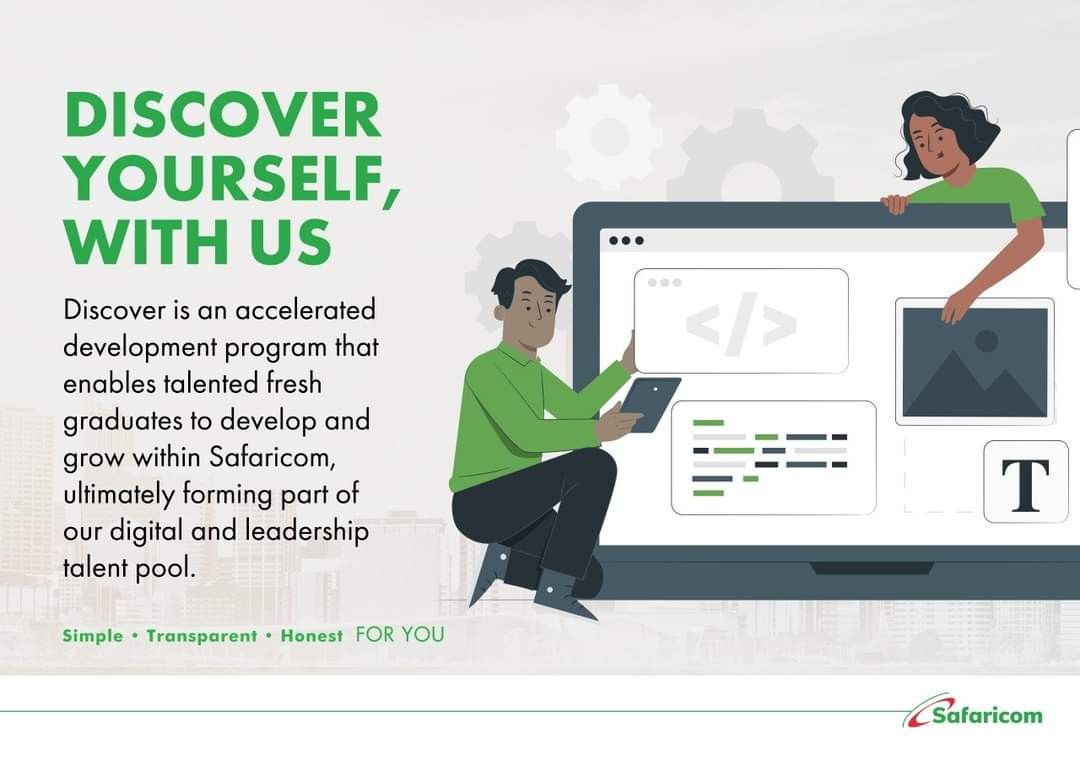 DISCOVER
YOURSELF,
WITH US
Discover is an accelerated
development program that
enables talented fresh
graduates to develop and
grow within Safaricom,
ultimately forming part of
our digital and leadership
talent pool.
Simple • Transparent • Honest FOR YOU
</>
T
Safaricom